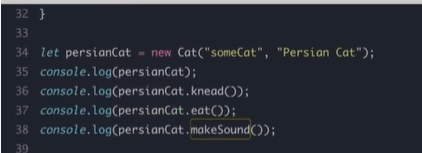 32 }
33
34 let persianCat = new Cat("someCat", "Persian Cat");
35 console.log(persianCat);
36 console.log(persianCat.knead());
37 console.log(persianCat.eat());
38 console.log(persianCat.makeSound());
39